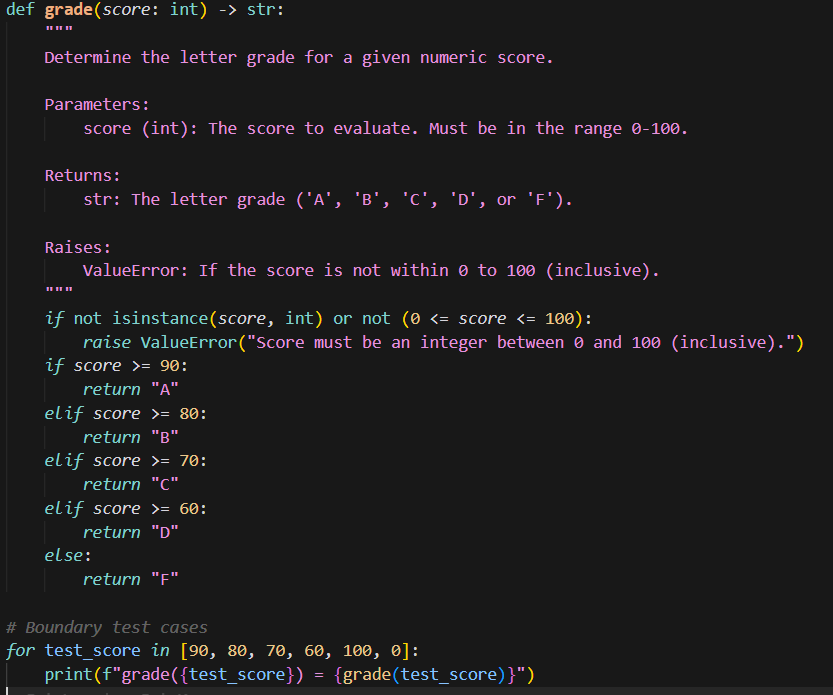 def grade(score: int) -> str:
    """
    Determine the letter grade for a given numeric score.

    Parameters:
        score (int): The score to evaluate. Must be in the range 0-100.

    Returns:
        str: The letter grade ('A', 'B', 'C', 'D', or 'F').

    Raises:
        ValueError: If the score is not within 0 to 100 (inclusive).
    """
    if not isinstance(score, int) or not (0 <= score <= 100):
        raise ValueError("Score must be an integer between 0 and 100 (inclusive).")
    if score >= 90:
        return "A"
    elif score >= 80:
        return "B"
    elif score >= 70:
        return "C"
    elif score >= 60:
        return "D"
    else:
        return "F"

# Boundary test cases
for test_score in [90, 80, 70, 60, 100, 0]:
    print(f"grade({test_score}) = {grade(test_score)}")